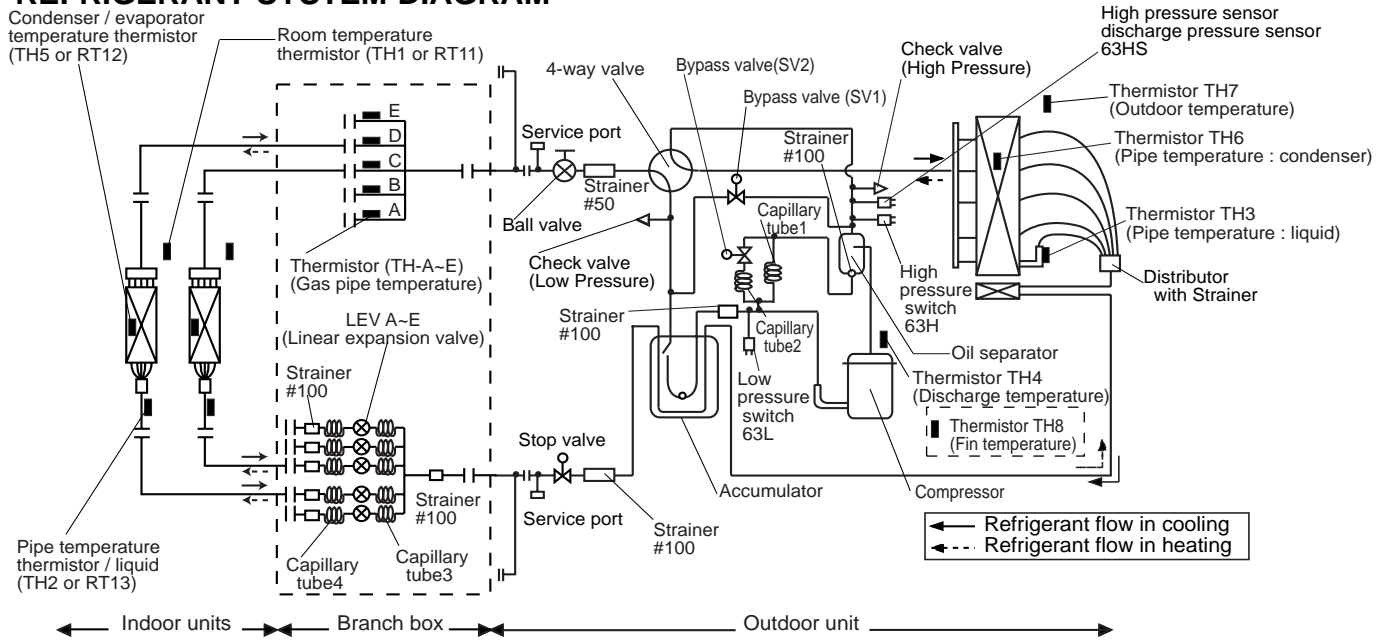 REFRIGERANT SYSTEM DIAGRAM
Condenser / evaporator
temperature thermistor
(TH5 or RT12)
Room temperature
thermistor (TH1 or RT11)
4-way valve
Bypass valve(SV2)
Bypass valve (SV1)
Check valve
(High Pressure)
High pressure sensor
discharge pressure sensor
63HS
Thermistor TH7
(Outdoor temperature)
Thermistor TH6
(Pipe temperature : condenser)
Thermistor TH3
(Pipe temperature : liquid)
Distributor
with Strainer
E
D
C
B
A
Service port
Strainer
#50
Ball valve
Strainer
#100
Capillary
tube1
Check valve
(Low Pressure)
High
pressure
switch
63H
Thermistor (TH-A~E)
(Gas pipe temperature)
LEV A~E
(Linear expansion valve)
Strainer
#100
Strainer
#100
Capillary
tube2
Low
pressure
switch
63L
Oil separator
Thermistor TH4
(Discharge temperature)
Thermistor TH8
(Fin temperature)
Stop valve
Strainer
#100
Service port
Strainer
#100
Accumulator
Compressor
Capillary
tube4
Capillary
tube3
Pipe temperature
thermistor / liquid
(TH2 or RT13)
Refrigerant flow in cooling
Refrigerant flow in heating
Indoor units
Branch box
Outdoor unit